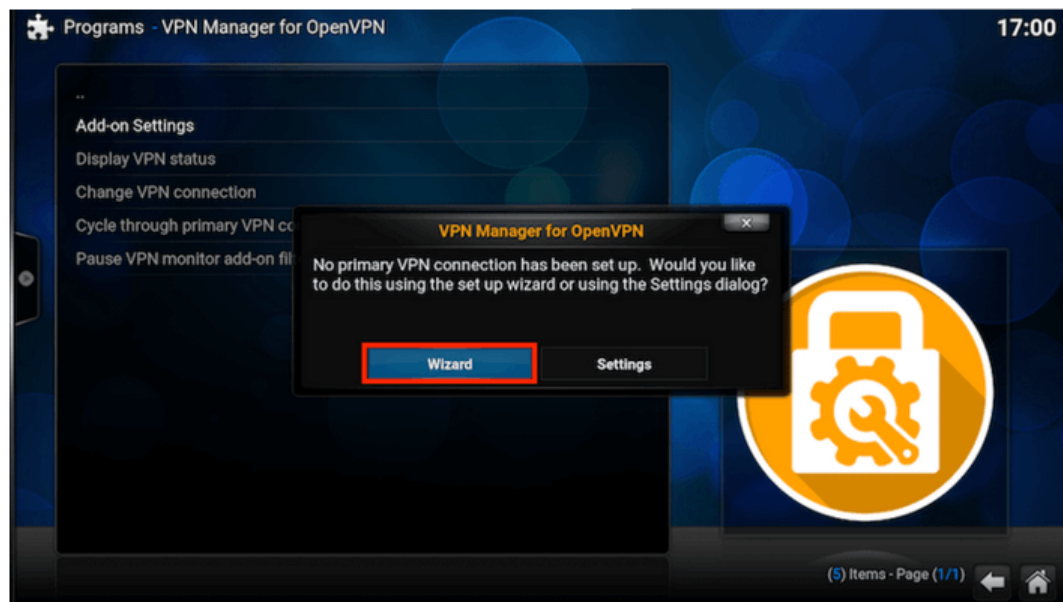 Programs - VPN Manager for OpenVPN
17:00
..
Add-on Settings
Display VPN status
Change VPN connection
Cycle through primary VPN
Pause VPN monitor add-on
VPN Manager for OpenVPN
No primary VPN connection has been set up. Would you like
to do this using the set up wizard or using the Settings dialog?
Wizard
Settings
(5) Items - Page (1/1)